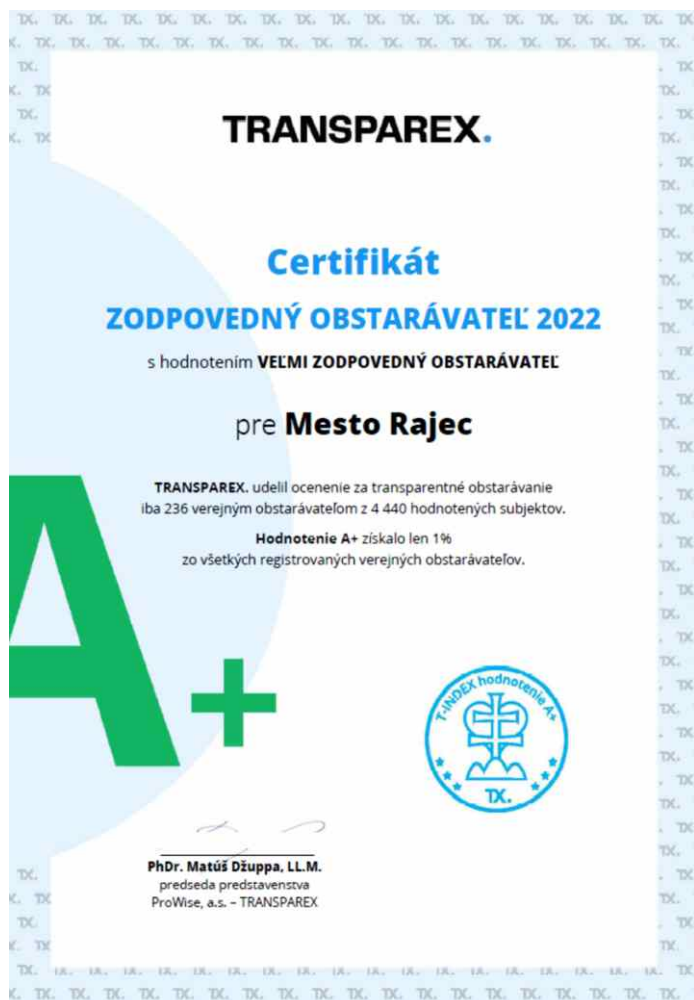 TRANSPAREX.
Certifikát
ZODPOVEDNÝ OBSTARÁVATEĽ 2022
s hodnotením VEĽMI ZODPOVEDNÝ OBSTARÁVATEĽ
pre Mesto Rajec
TRANSPAREX. udelil ocenenie za transparentné obstarávanie
iba 236 verejným obstarávateľom z 4 440 hodnotených subjektov.
Hodnotenie A+ získalo len 1%
zo všetkých registrovaných verejných obstarávateľov.
A+
T-INDEX hodnotenie A+
TX.
PhDr. Matúš Džuppa, LL.M.
predseda predstavenstva
ProWise, a.s. – TRANSPAREX